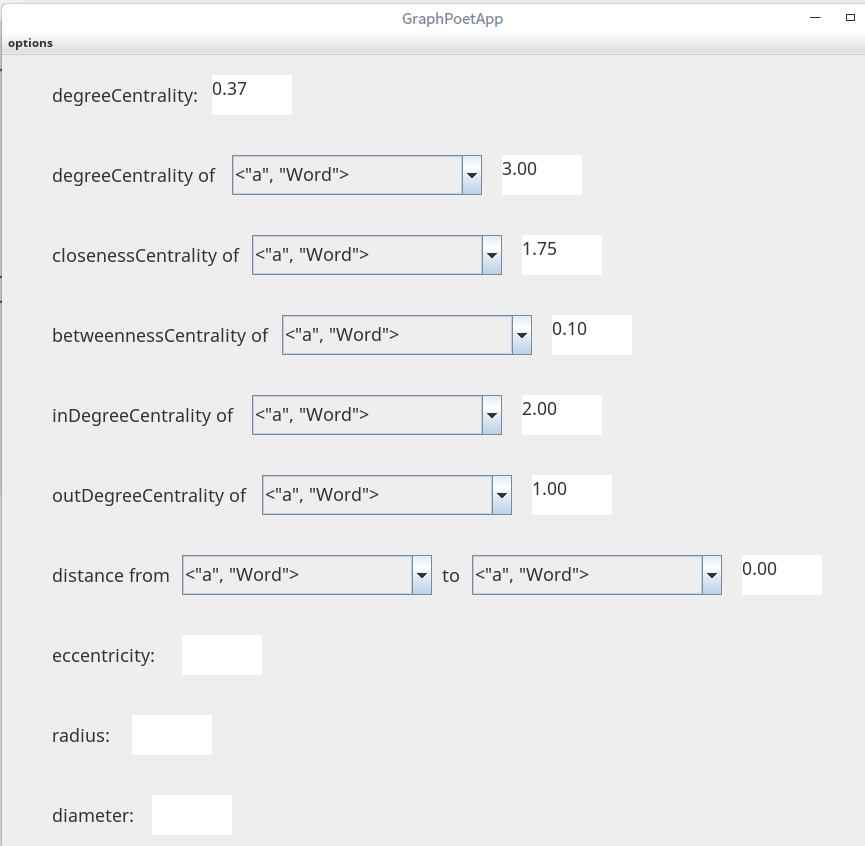 GraphPoetApp
options
degreeCentrality: 0.37
degreeCentrality of <"a", "Word"> 3.00
closenessCentrality of <"a", "Word"> 1.75
betweennessCentrality of <"a", "Word"> 0.10
inDegreeCentrality of <"a", "Word"> 2.00
outDegreeCentrality of <"a", "Word"> 1.00
distance from <"a", "Word"> to <"a", "Word"> 0.00
eccentricity:
radius:
diameter: